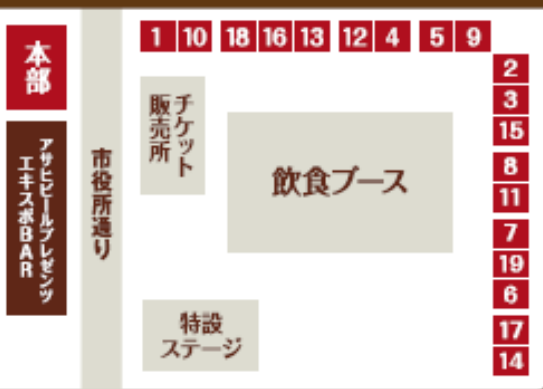 本部
1 10 18 16 13 12 4 5 9
2
3
15
8
11
7
19
6
17
14
チケット
販売所
飲食ブース
市役所通り
アサヒビールプレゼンツ
エキスポBAR
特設
ステージ